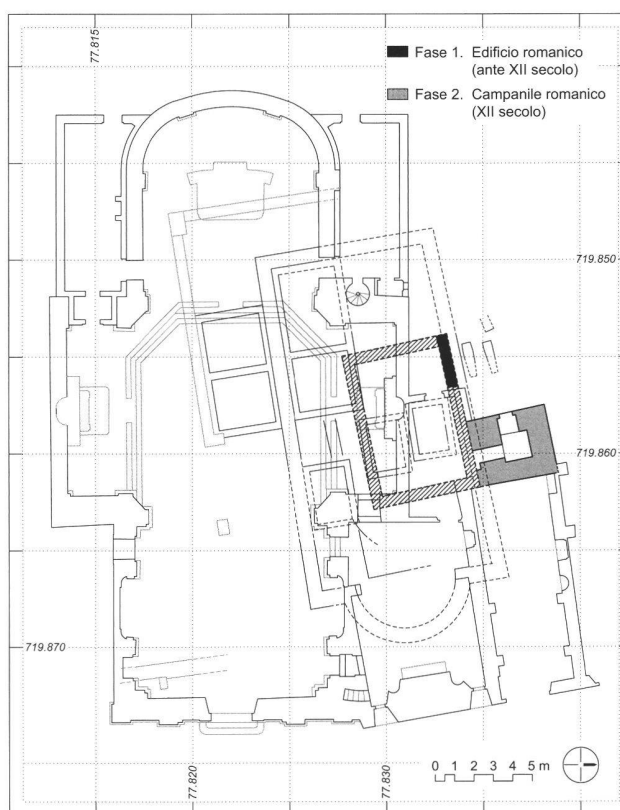 77.815
Fase 1. Edificio romanico
(ante XII secolo)
Fase 2. Campanile romanico
(XII secolo)
719.850
719.860
719.870
77.820
77.830
0 1 2 3 4 5 m